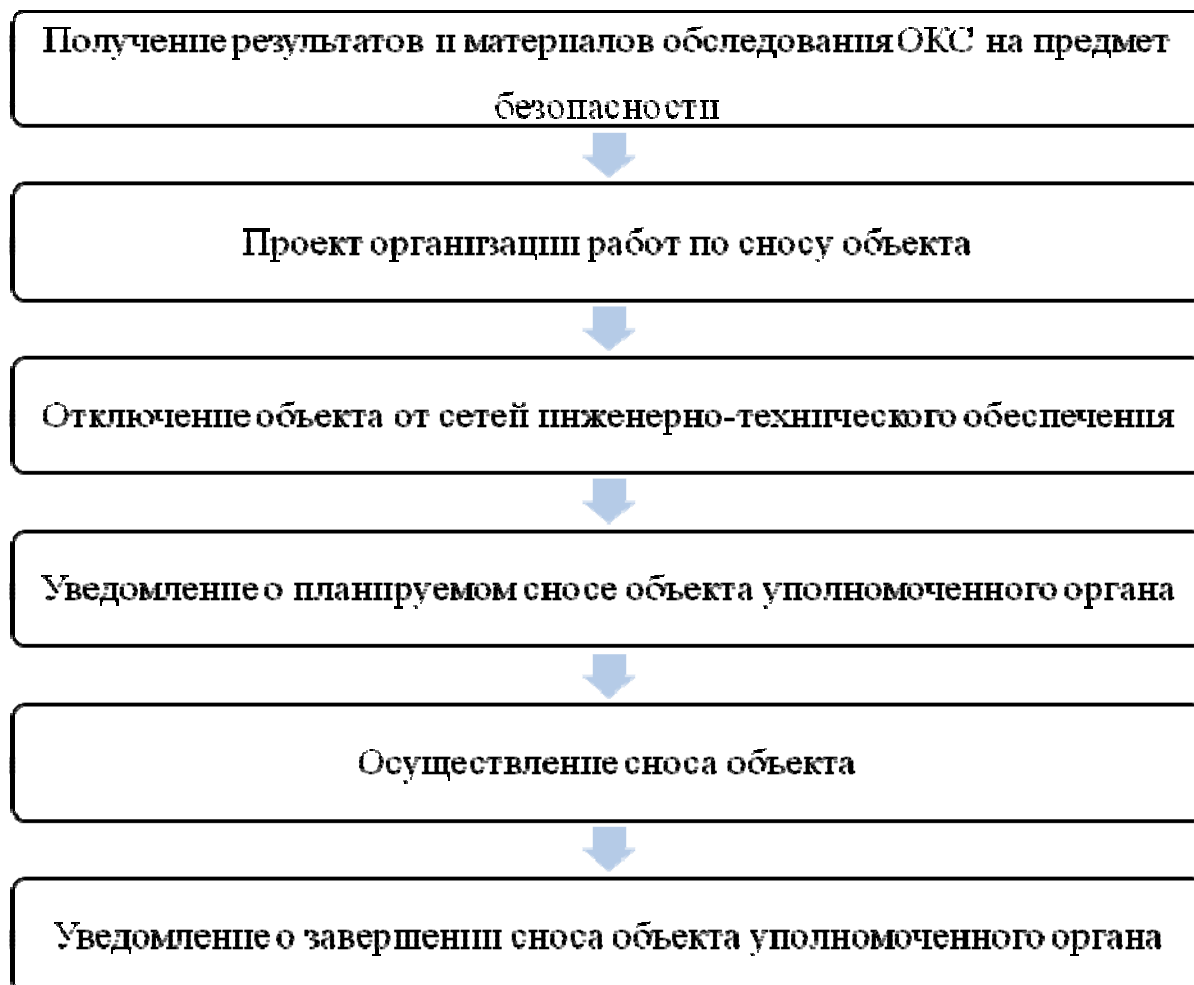 Получение результатов и материалов обследования ОКС на предмет
безопасности
Проект организации работ по сносу объекта
Отключение объекта от сетей инженерно-технического обеспечения
Уведомление о планируемом сносе объекта уполномоченного органа
Осуществление сноса объекта
Уведомление о завершении сноса объекта уполномоченного органа